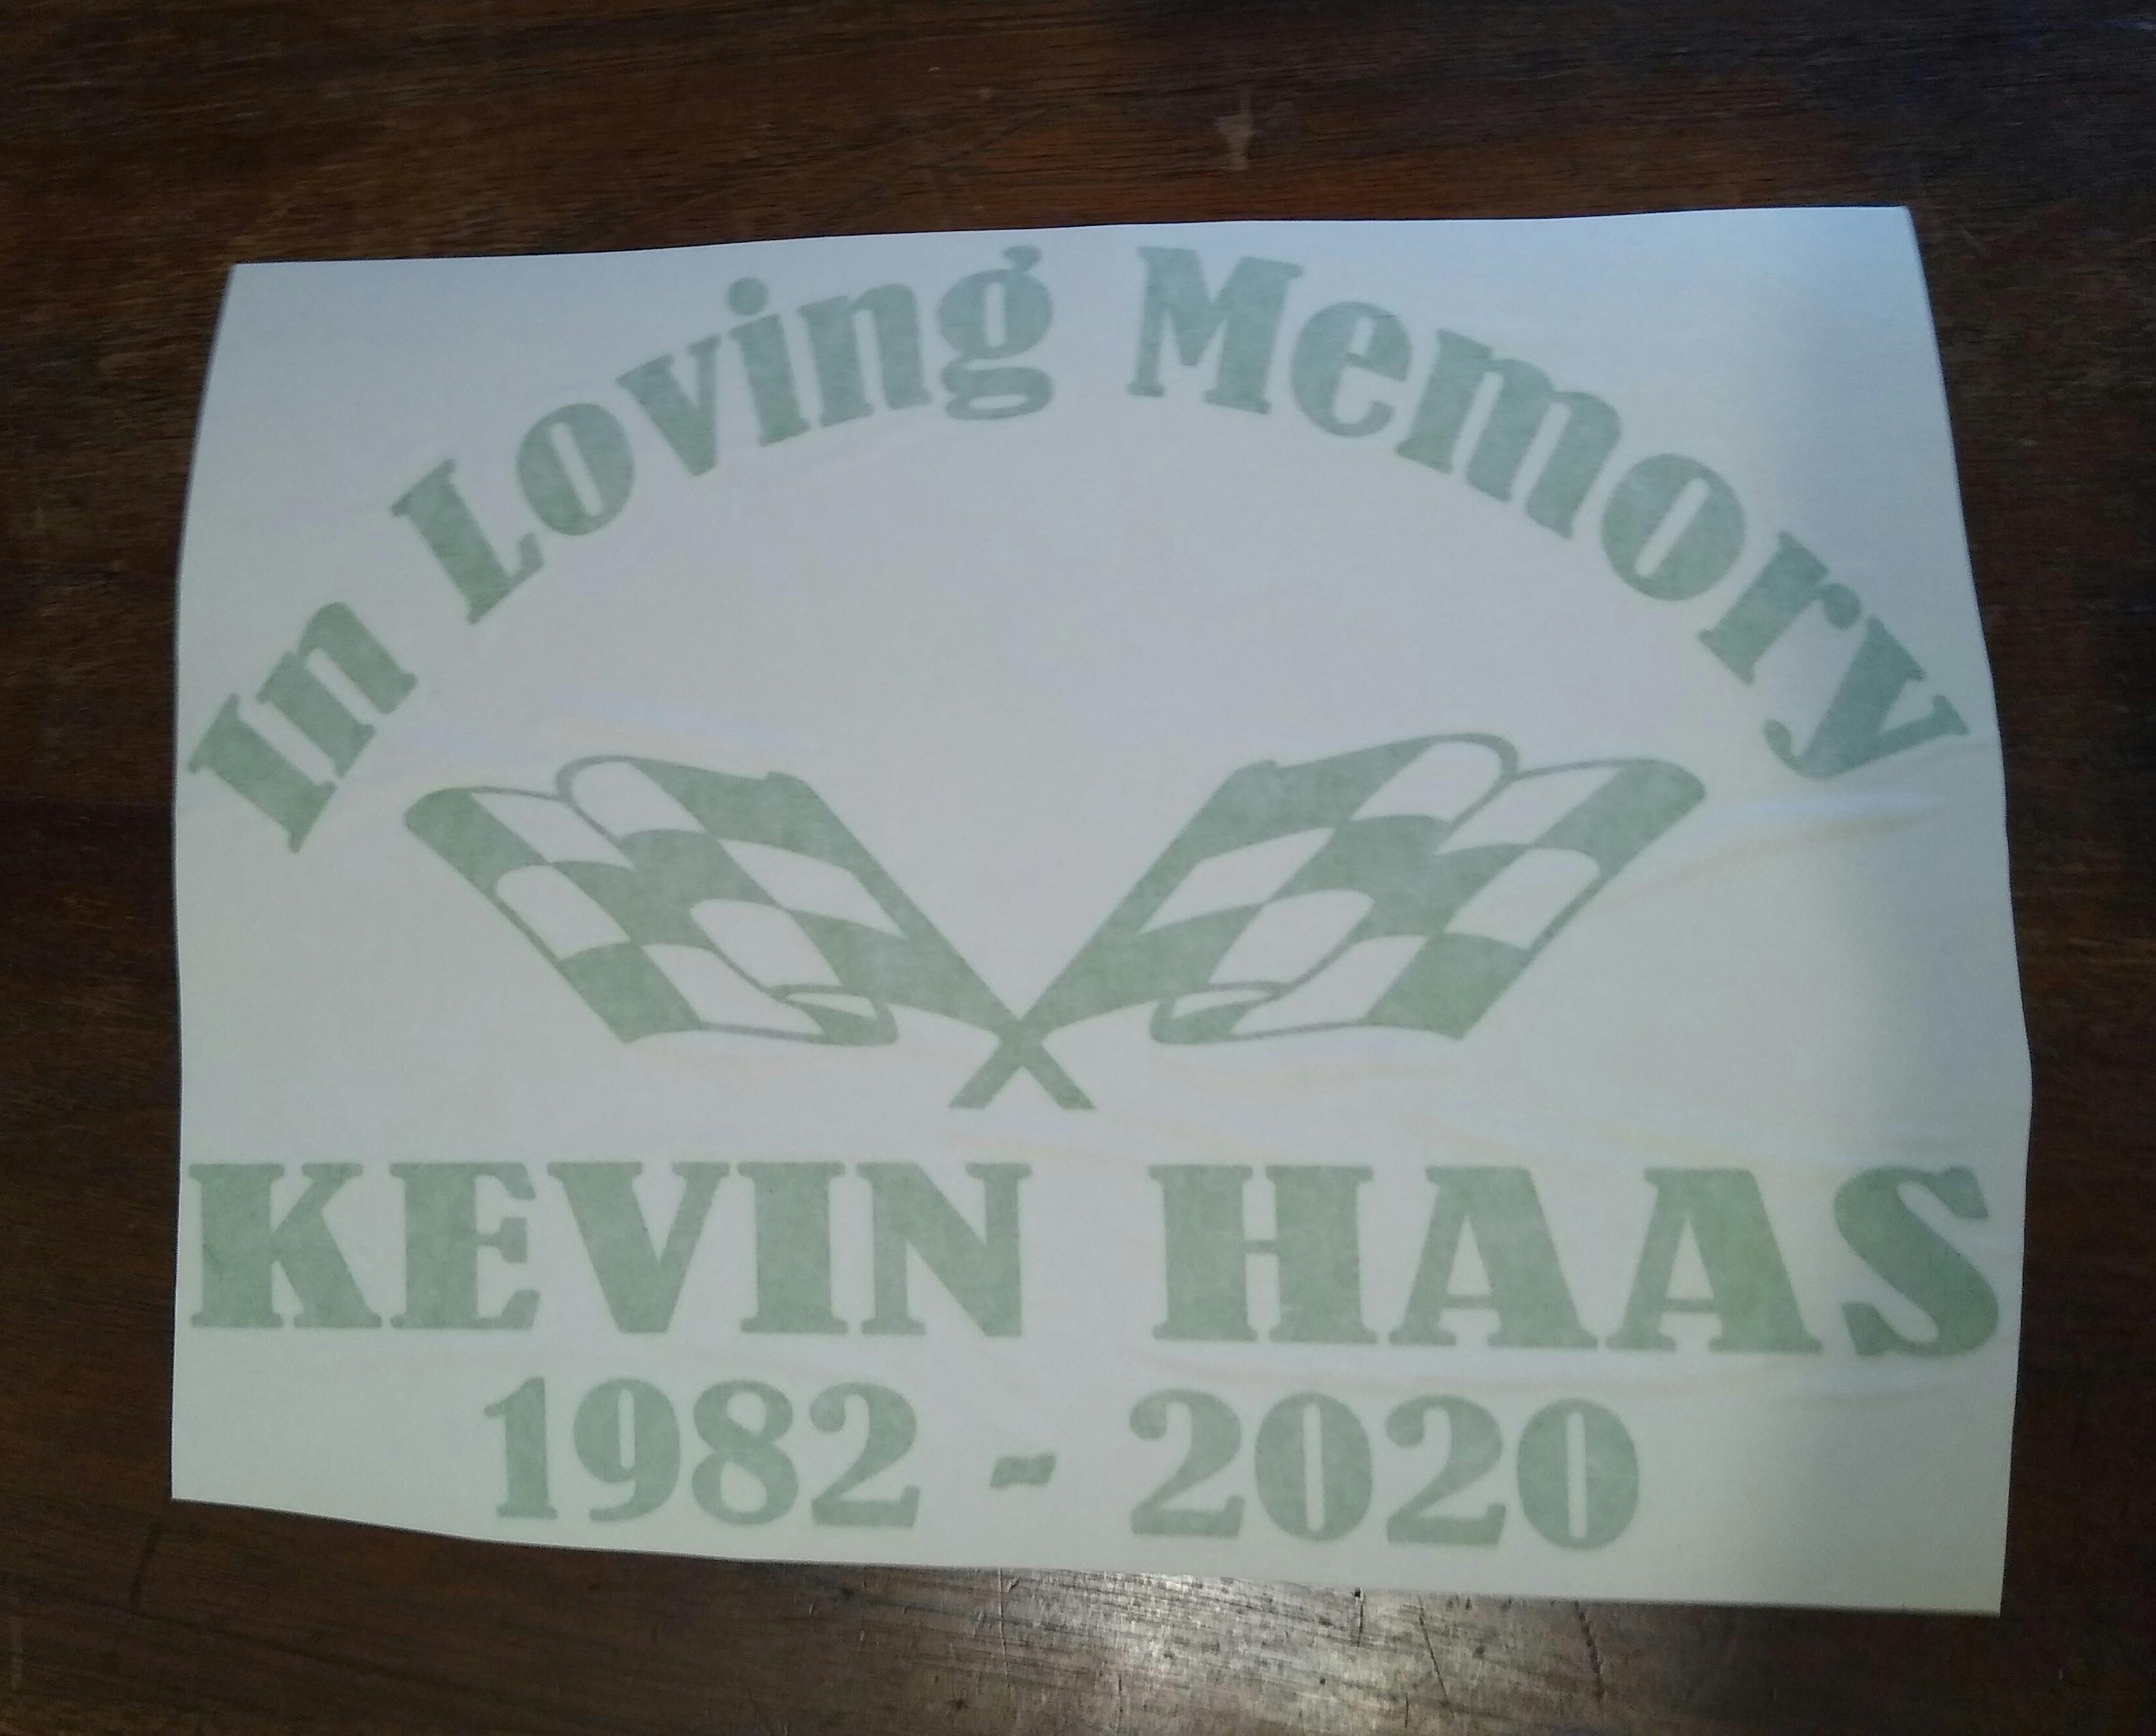 In Loving Memory
KEVIN HAAS
1982 - 2020